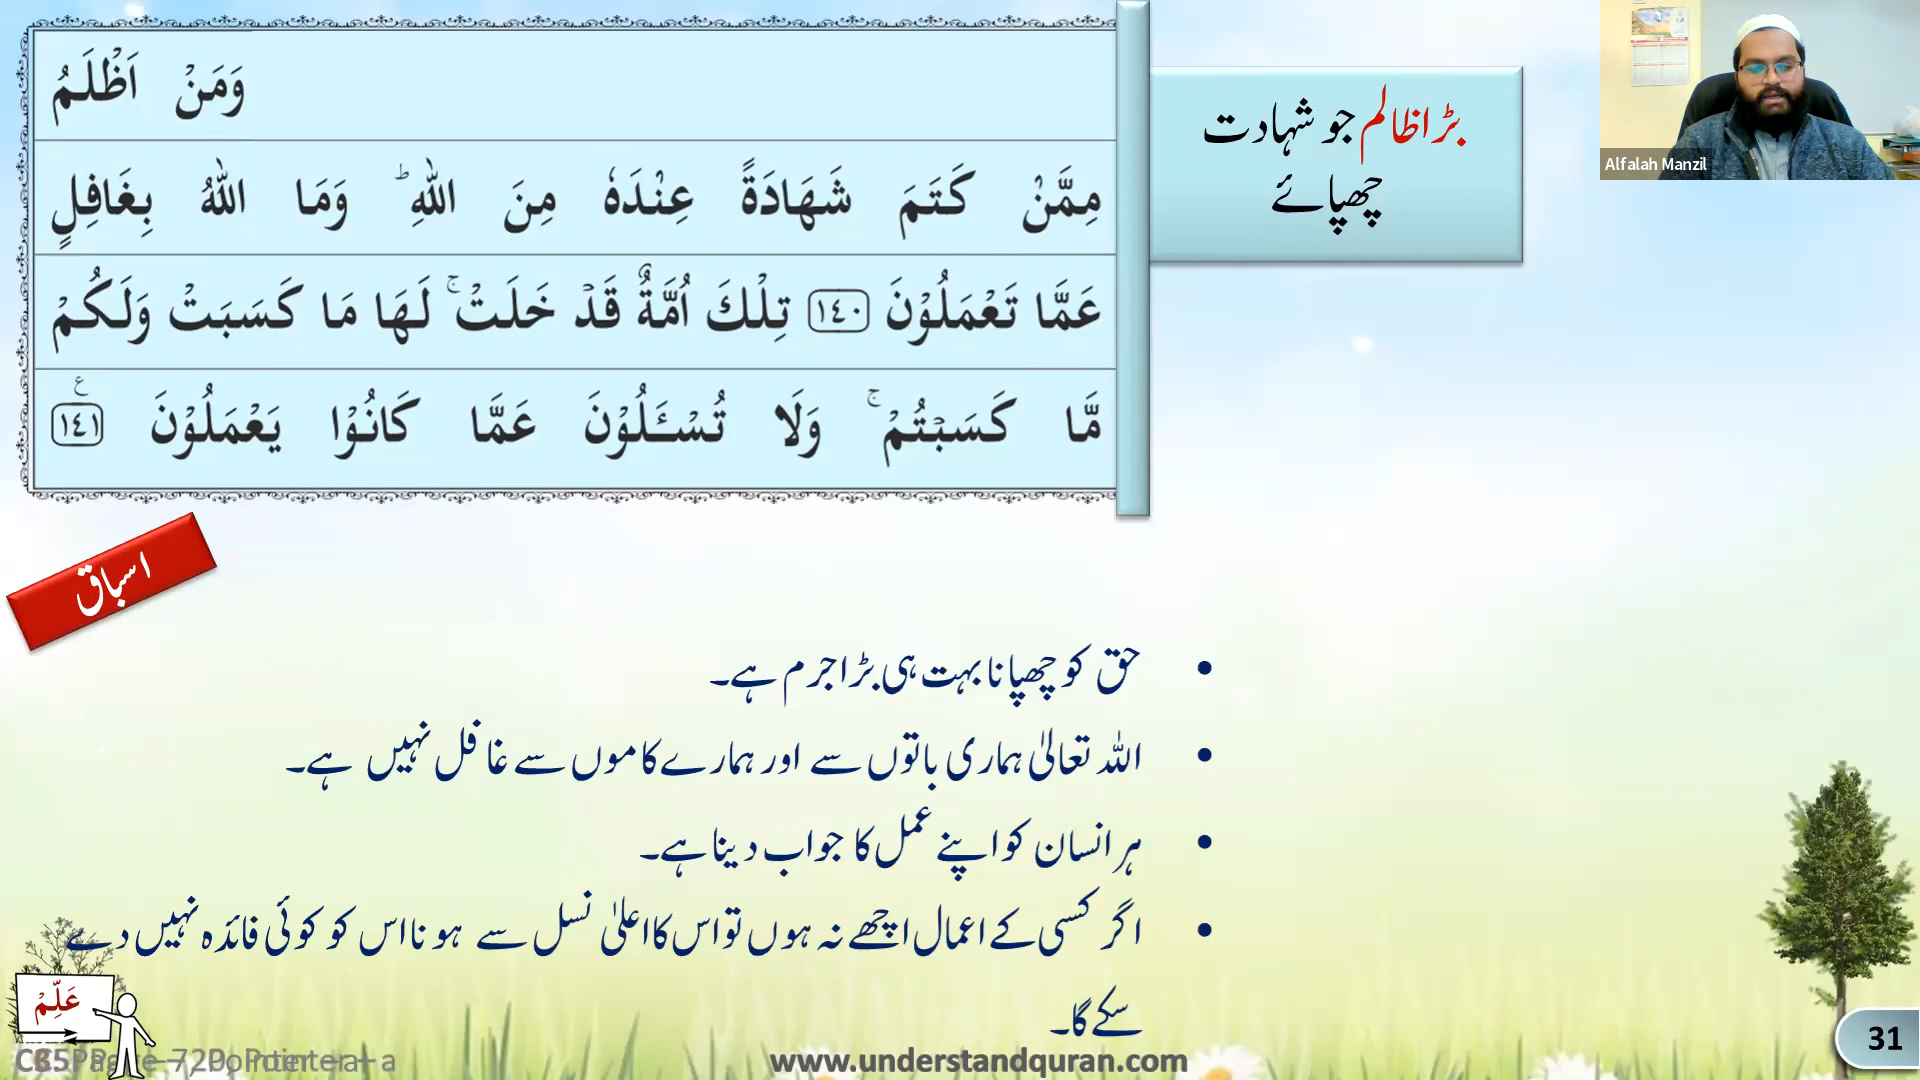 وَمَنْ اَظْلَمُ
مِمَّنْ كَتَمَ شَهَادَةً عِنْدَهٗ مِنَ اللّٰهِ ؕ وَمَا اللّٰهُ بِغَافِلٍ
عَمَّا تَعْمَلُوْنَ ١٤٠ تِلْكَ اُمَّةٌ قَدْ خَلَتْ ۚ لَهَا مَا كَسَبَتْ وَلَكُمْ
مَّا كَسَبْتُمْ ۚ وَلَا تُسْـَٔلُوْنَ عَمَّا كَانُوْا يَعْمَلُوْنَ ١٤١ ع
بڑا ظالم جو شہادت
چھپائے
Alfalah Manzil
اسباق
• حق کو چھپانا بہت ہی بڑا جرم ہے۔
• اللہ تعالیٰ ہماری باتوں سے اور ہمارے کاموں سے غافل نہیں ہے۔
• ہر انسان کو اپنے عمل کا جواب دینا ہے۔
• اگر کسی کے اعمال اچھے نہ ہوں تو اس کا اعلیٰ نسل سے ہونا اس کو کوئی فائدہ نہیں دے
سکے گا۔
عَلِّمْ
www.understandquran.com
31